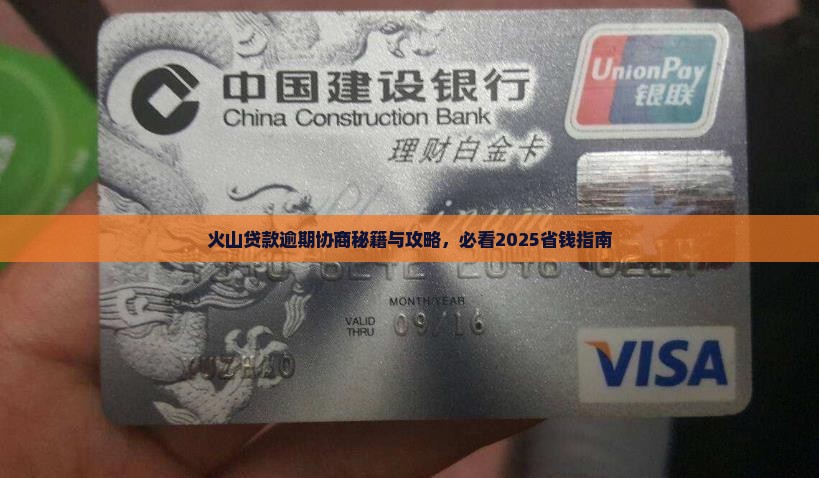 中国建设银行
China Construction Bank
理财白金卡
UnionPay
银联
火山贷款逾期协商秘籍与攻略，必看2025省钱指南
MONTH/YEAR
VALID
THRU
09/16
VISA